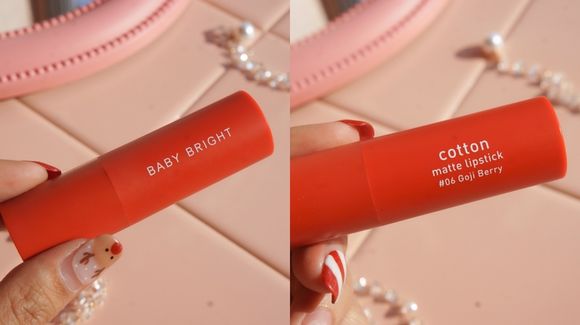 BABY BRIGHT
cotton
matte lipstick
#06 Goji Berry